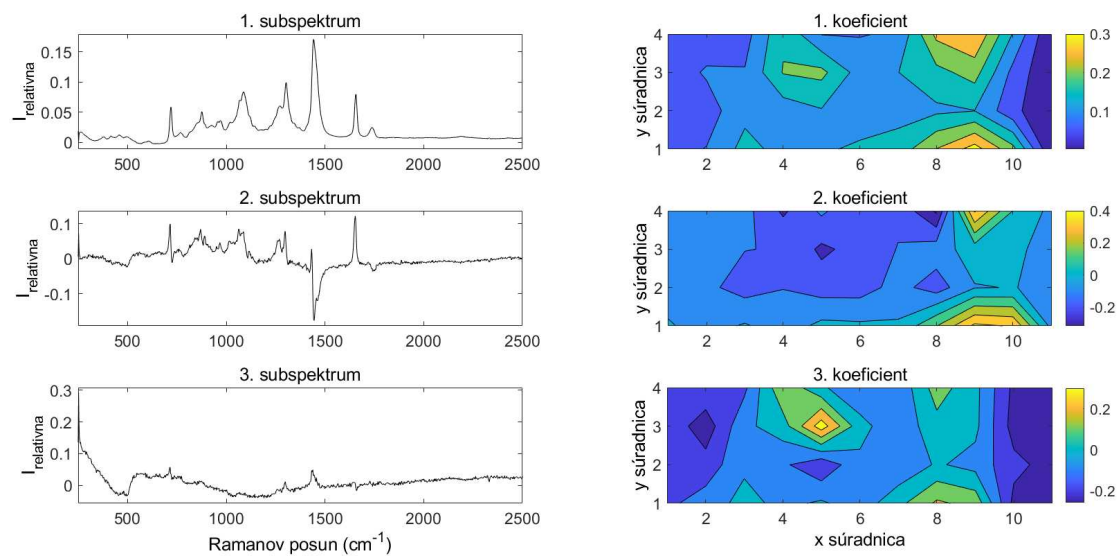 1. subspektrum
1. koeficient
I_relativna
0.15
0.1
0.05
0
500 1000 1500 2000 2500
y súradnica
4
3
2
1
2 4 6 8 10
0.3
0.2
0.1
0
2. subspektrum
2. koeficient
I_relativna
0.1
0
-0.1
500 1000 1500 2000 2500
y súradnica
4
3
2
1
2 4 6 8 10
0.4
0.2
0
-0.2
3. subspektrum
3. koeficient
I_relativna
0.3
0.2
0.1
0
500 1000 1500 2000 2500
Ramanov posun (cm^-1)
y súradnica
4
3
2
1
2 4 6 8 10
x súradnica
0.2
0
-0.2